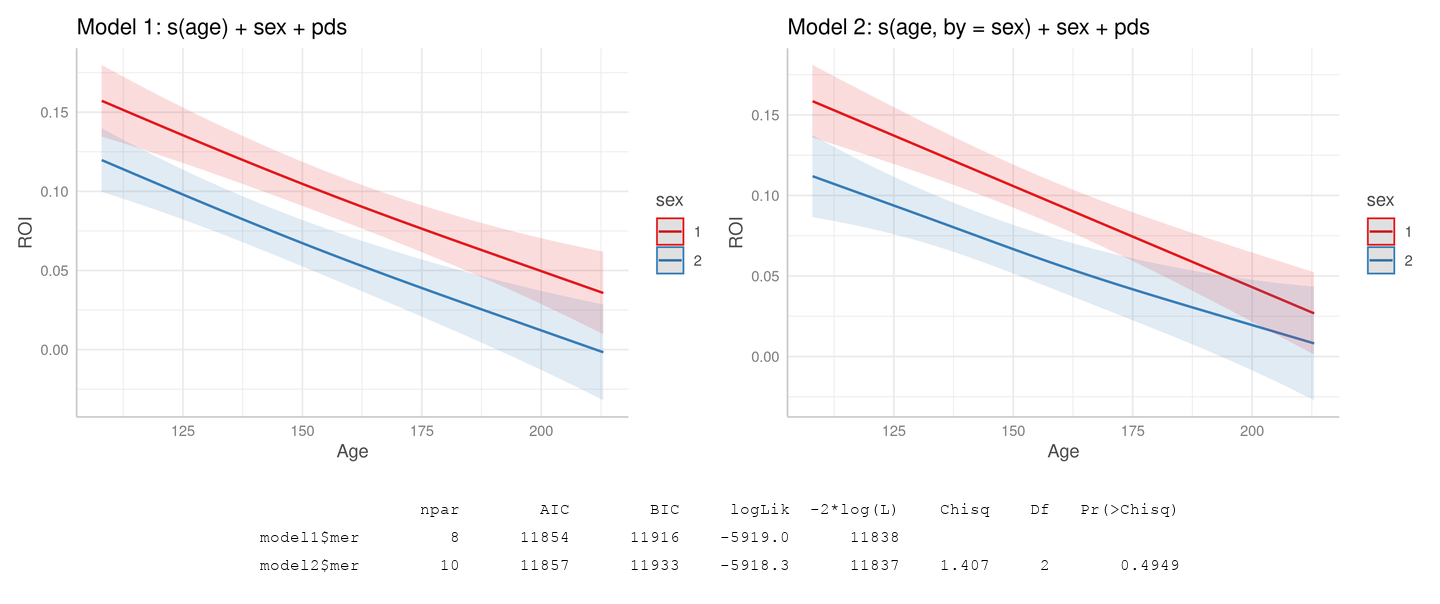 Model 1: s(age) + sex + pds
ROI
0.15
0.10
0.05
0.00
125 150 175 200
Age
sex
1
2
Model 2: s(age, by = sex) + sex + pds
ROI
0.15
0.10
0.05
0.00
125 150 175 200
Age
sex
1
2
npar AIC BIC logLik -2*log(L) Chisq Df Pr(>Chisq)
model1$mer 8 11854 11916 -5919.0 11838
model2$mer 10 11857 11933 -5918.3 11837 1.407 2 0.4949